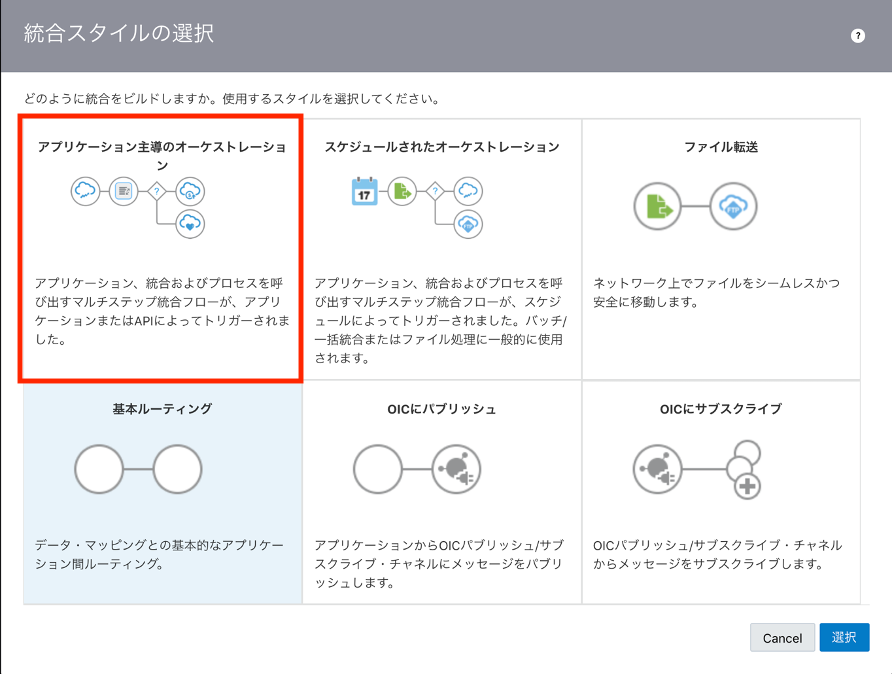 統合スタイルの選択
?
どのように統合をビルドしますか。使用するスタイルを選択してください。
アプリケーション主導のオーケストレーショ
ン
?
アプリケーション、統合およびプロセスを呼
び出すマルチステップ統合フローが、アプリ
ケーションまたはAPIによってトリガーされま
した。
スケジュールされたオーケストレーション
17
?
FTP
アプリケーション、統合およびプロセスを呼
び出すマルチステップ統合フローが、スケジ
ュールによってトリガーされました。バッチ/
一括統合またはファイル処理に一般的に使用
されます。
ファイル転送
FTP
ネットワーク上でファイルをシームレスかつ
安全に移動します。
基本ルーティング
データ・マッピングとの基本的なアプリケー
ション間ルーティング。
OICにパブリッシュ
アプリケーションからOICパブリッシュ/サブ
スクライブ・チャネルにメッセージをパブリ
ッシュします。
OICにサブスクライブ
OICパブリッシュ/サブスクライブ・チャネル
からメッセージをサブスクライブします。
Cancel
選択